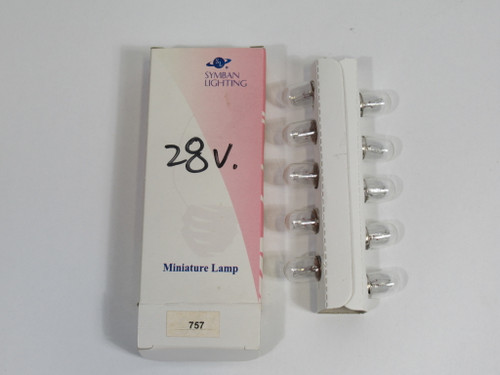 SYMBAN
LIGHTING
28V.
Miniature Lamp
757